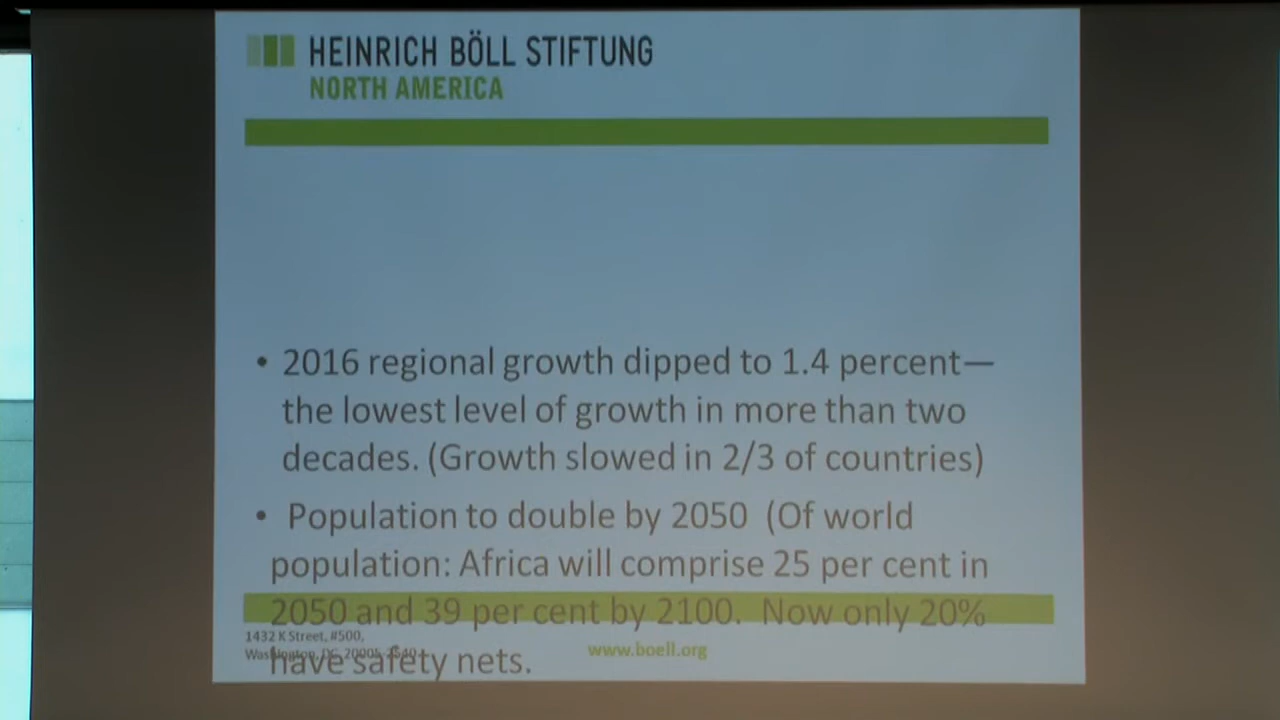 HEINRICH BÖLL STIFTUNG
NORTH AMERICA
• 2016 regional growth dipped to 1.4 percent—
the lowest level of growth in more than two
decades. (Growth slowed in 2/3 of countries)
• Population to double by 2050 (Of world
population: Africa will comprise 25 per cent in
2050 and 39 per cent by 2100. Now only 20%
have safety nets.
1432 K Street, #500,
Washington, DC 20005
www.boell.org